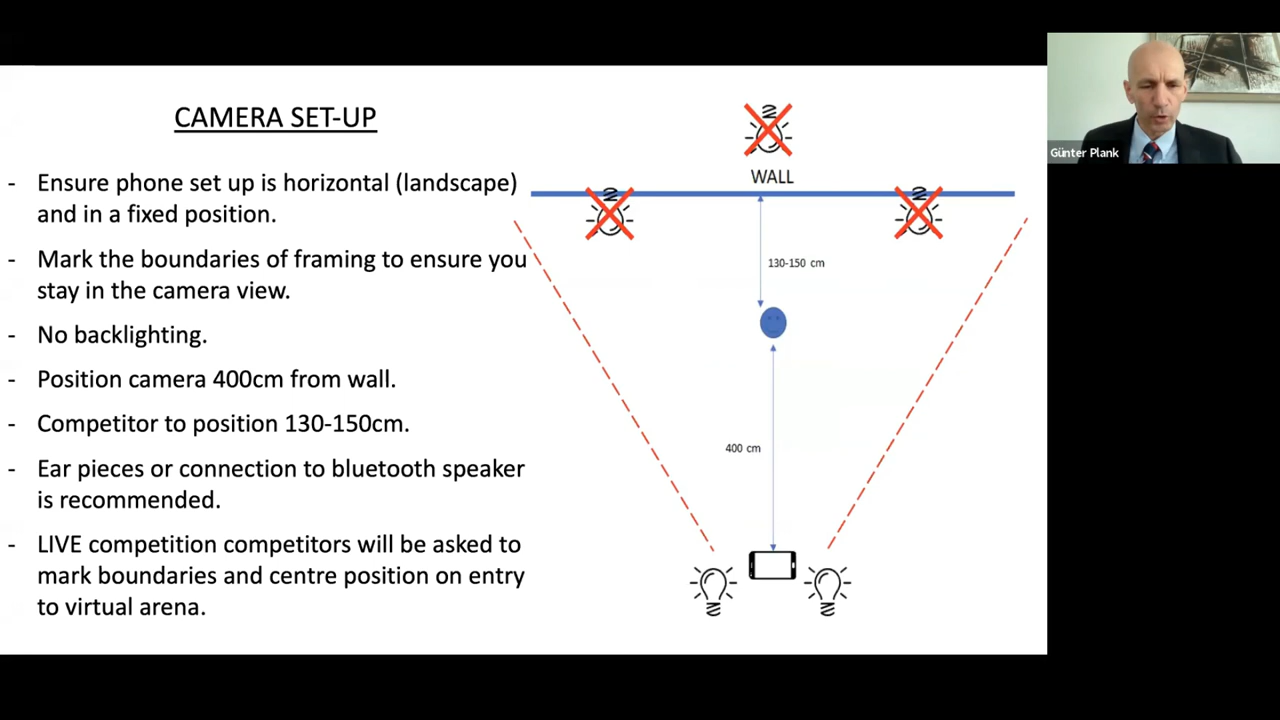 CAMERA SET-UP
- Ensure phone set up is horizontal (landscape)
and in a fixed position.
- Mark the boundaries of framing to ensure you
stay in the camera view.
- No backlighting.
- Position camera 400cm from wall.
- Competitor to position 130-150cm.
- Ear pieces or connection to bluetooth speaker
is recommended.
- LIVE competition competitors will be asked to
mark boundaries and centre position on entry
to virtual arena.
WALL
130-150 cm
400 cm
Günter Plank